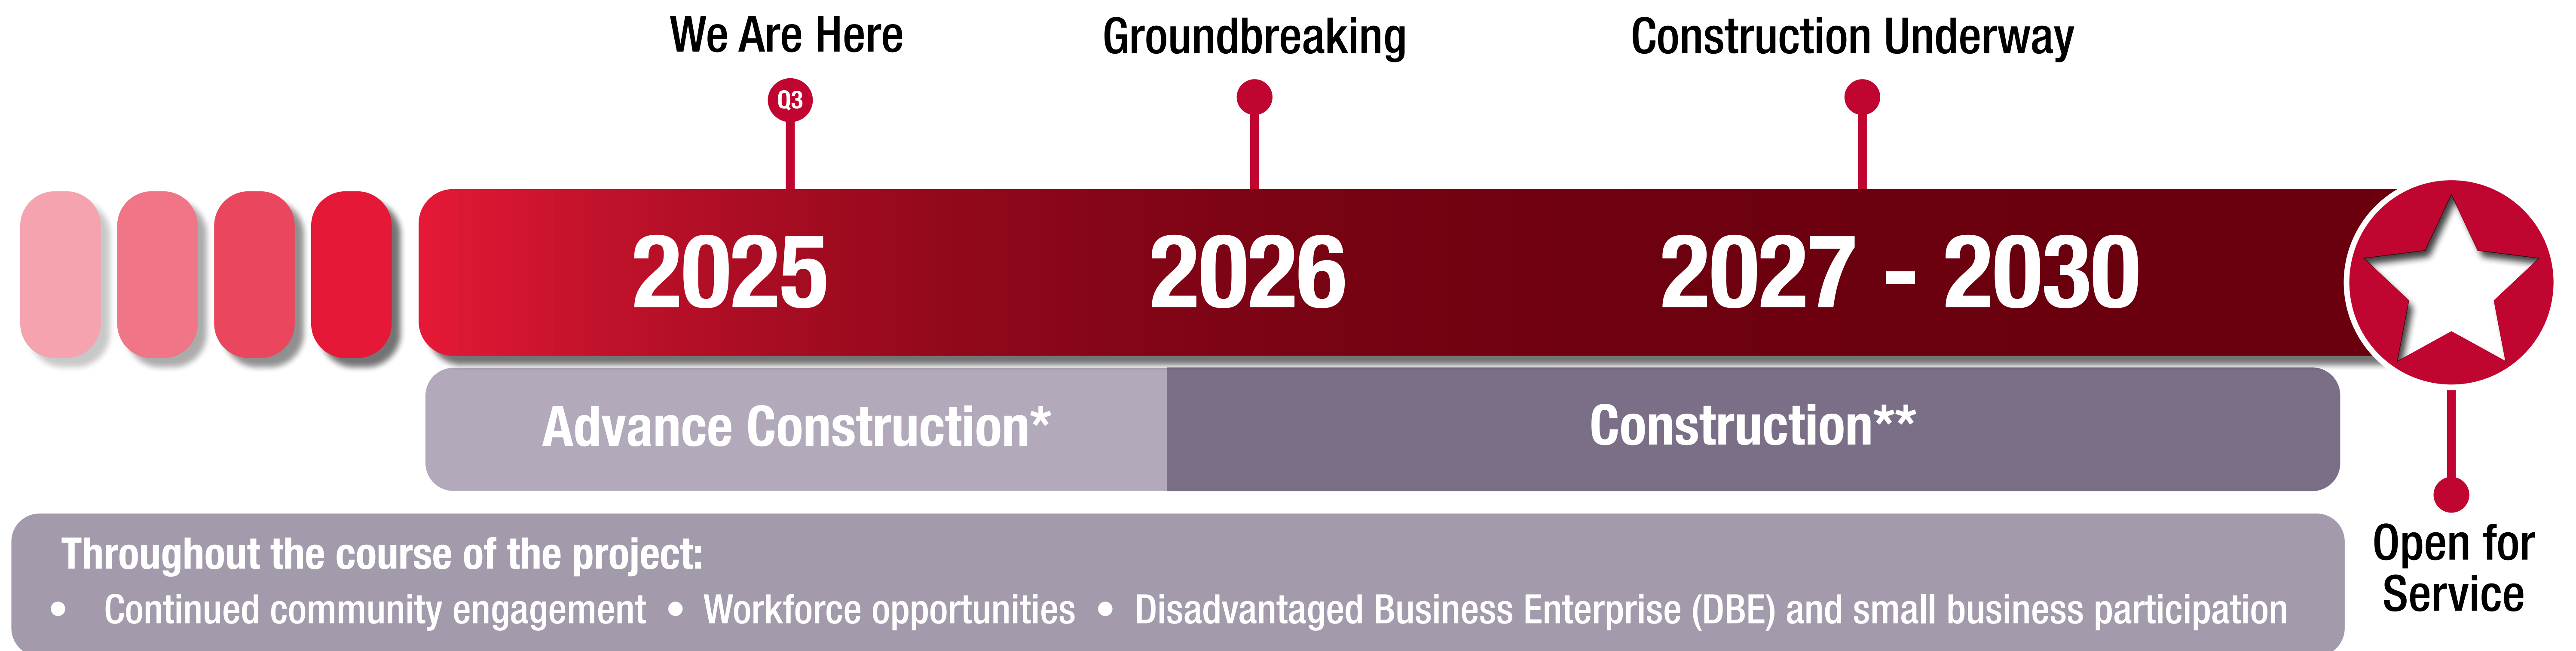 We Are Here
Groundbreaking
Construction Underway
Q3
2025
2026
2027 - 2030
Advance Construction*
Construction**
Throughout the course of the project:
• Continued community engagement • Workforce opportunities • Disadvantaged Business Enterprise (DBE) and small business participation
Open for
Service